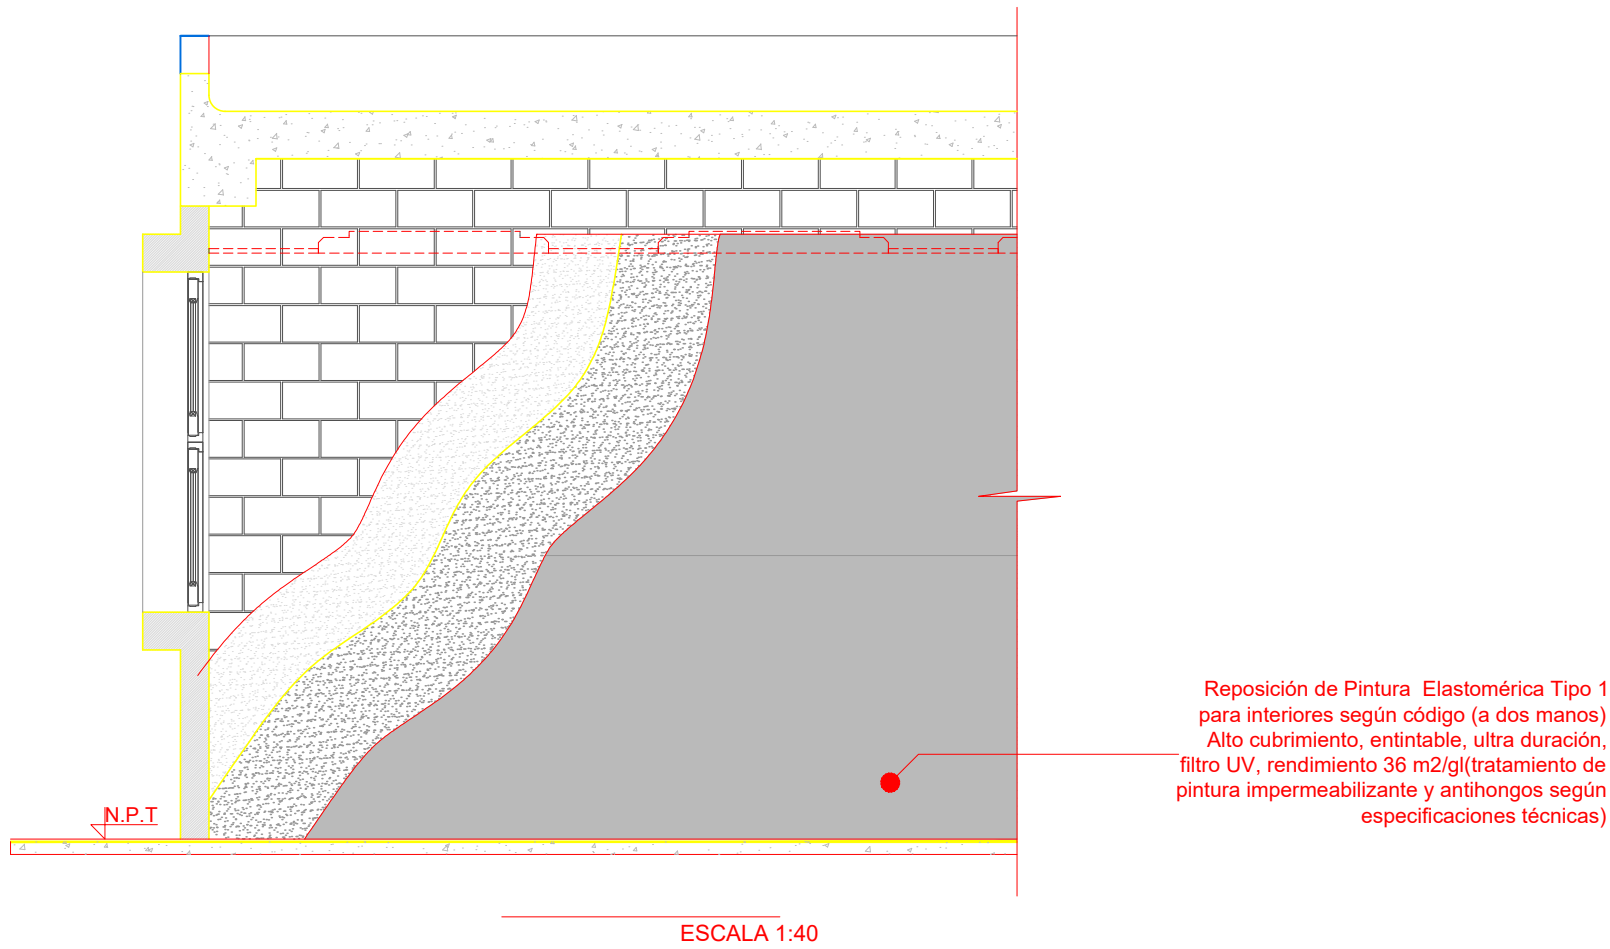 Reposición de Pintura  Elastomérica Tipo 1
para interiores según código (a dos manos)
Alto cubrimiento, entintable, ultra duración,
filtro UV, rendimiento 36 m2/gl(tratamiento de
pintura impermeabilizante y antihongos según
especificaciones técnicas)
N.P.T
ESCALA 1:40